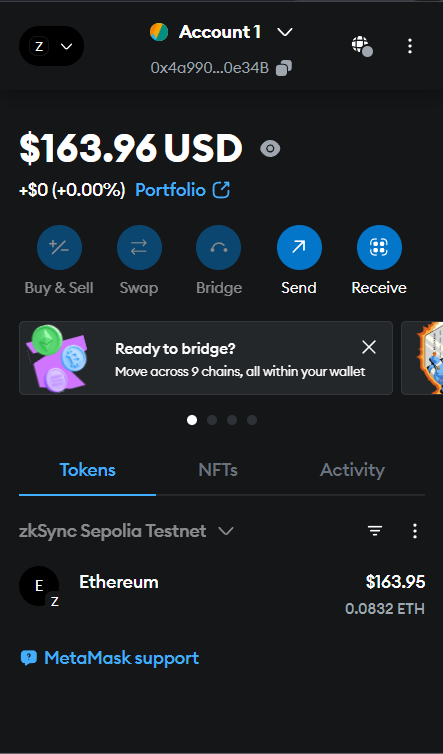 Z
Account 1
0x4a990...0e34B
$163.96 USD
+$0 (+0.00%) Portfolio
Buy & Sell Swap Bridge Send Receive
Ready to bridge?
Move across 9 chains, all within your wallet
Tokens NFTs Activity
zkSync Sepolia Testnet
E Z Ethereum $163.95
0.0832 ETH
MetaMask support